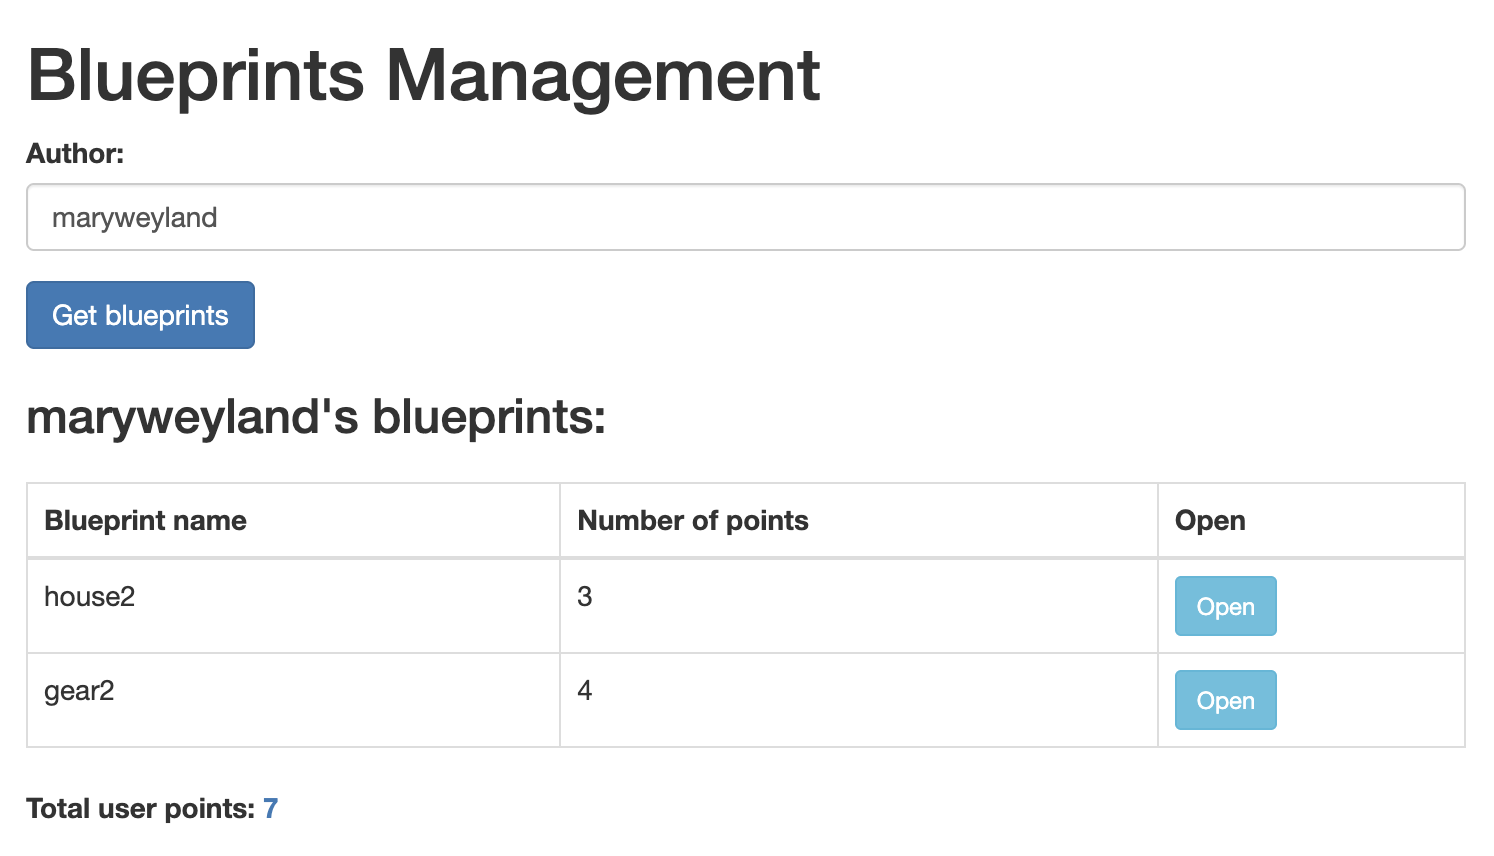 Blueprints Management
Author:
maryweyland
Get blueprints
maryweyland's blueprints:
Blueprint name Number of points Open
house2 3 Open
gear2 4 Open
Total user points: 7